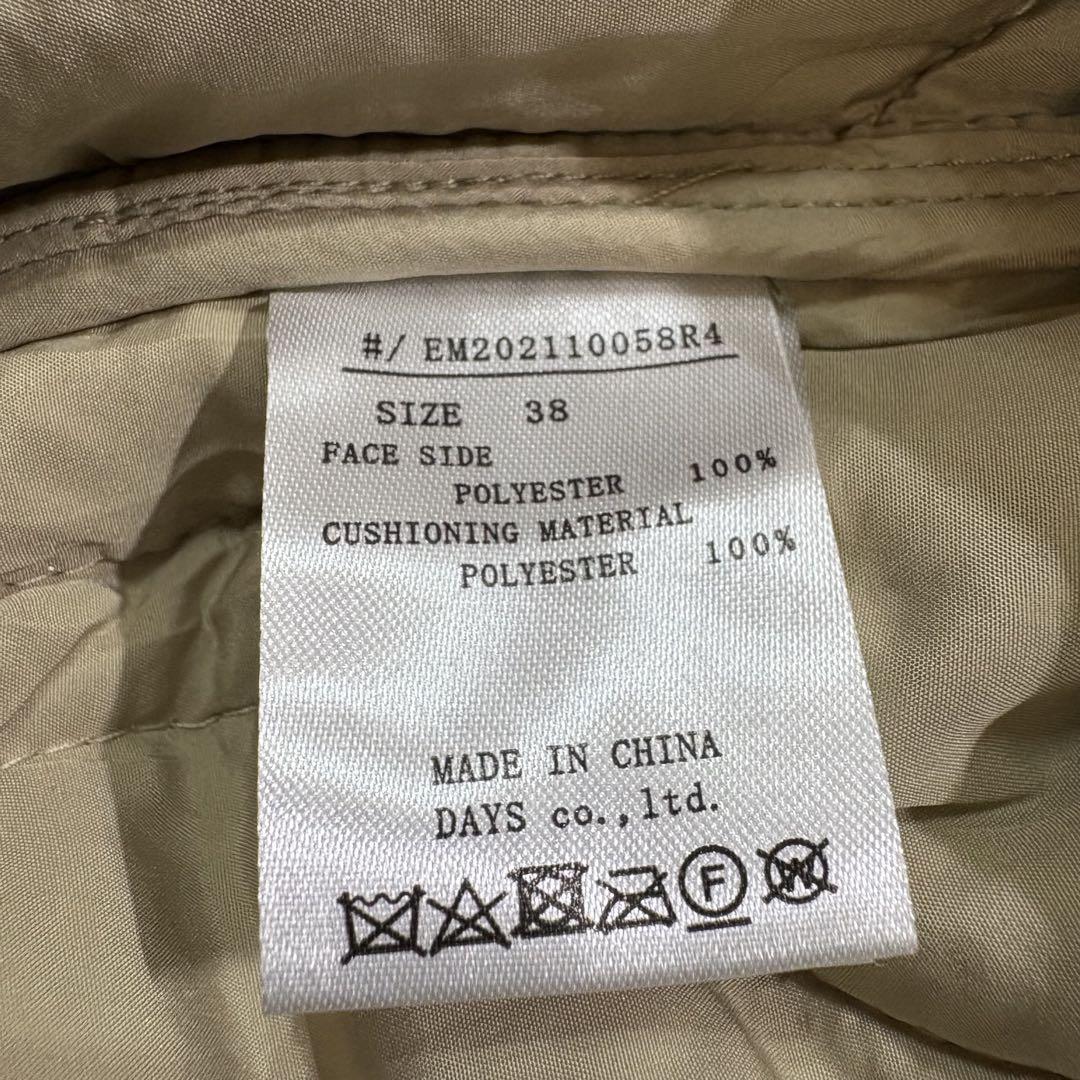 #/ EM202110058R4
SIZE 38
FACE SIDE
POLYESTER 100%
CUSHIONING MATERIAL
POLYESTER 100%
MADE IN CHINA
DAYS co.,ltd.
F W